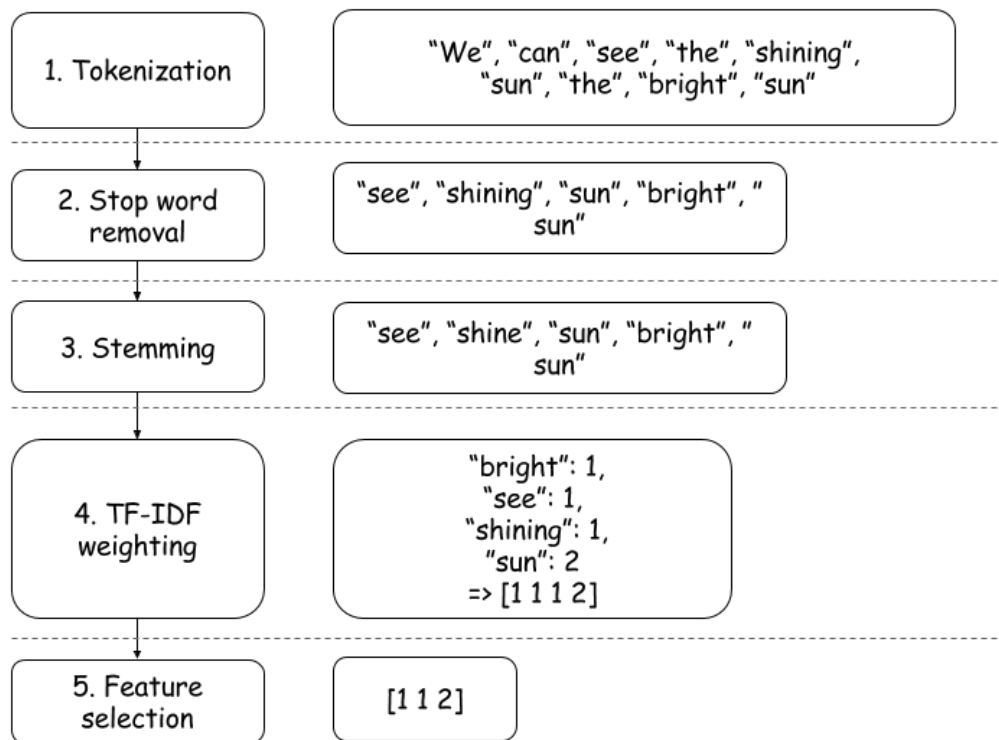 1. Tokenization
“We”, “can”, “see”, “the”, “shining”,
“sun”, “the”, “bright”, ”sun”
2. Stop word
removal
“see”, “shining”, “sun”, “bright”, ”
sun”
3. Stemming
“see”, “shine”, “sun”, “bright”, ”
sun”
4. TF-IDF
weighting
“bright”: 1,
“see”: 1,
“shining”: 1,
”sun”: 2
=> [1 1 1 2]
5. Feature
selection
[1 1 2]